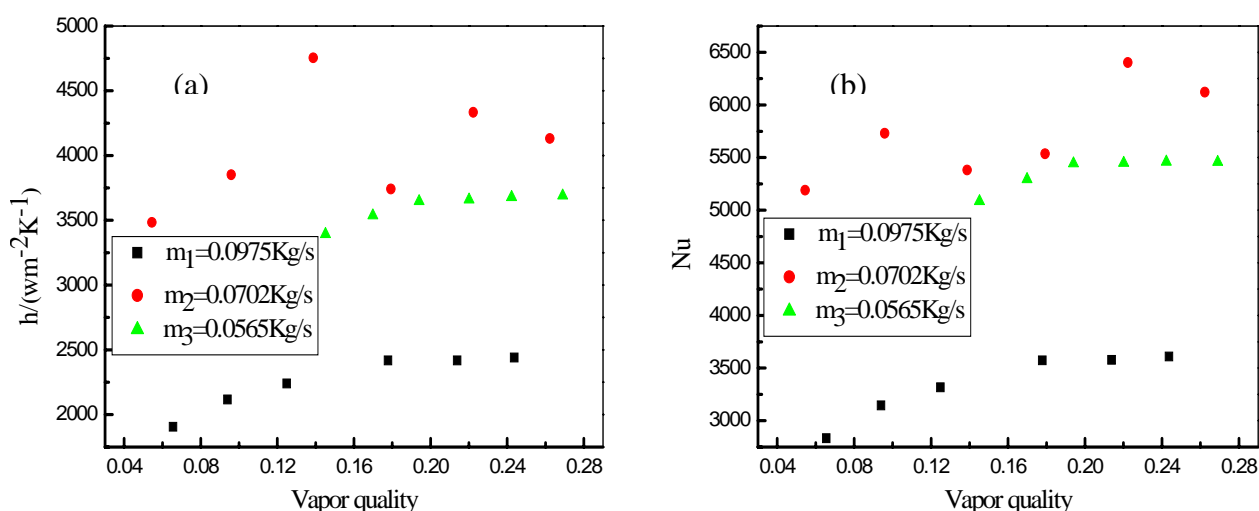 (a)
h/(wm-2K-1)
5000
4500
4000
3500
3000
2500
2000
m1=0.0975Kg/s
m2=0.0702Kg/s
m3=0.0565Kg/s
0.04 0.08 0.12 0.16 0.20 0.24 0.28
Vapor quality
(b)
Nu
6500
6000
5500
5000
4500
4000
3500
3000
m1=0.0975Kg/s
m2=0.0702Kg/s
m3=0.0565Kg/s
0.04 0.08 0.12 0.16 0.20 0.24 0.28
Vapor quality